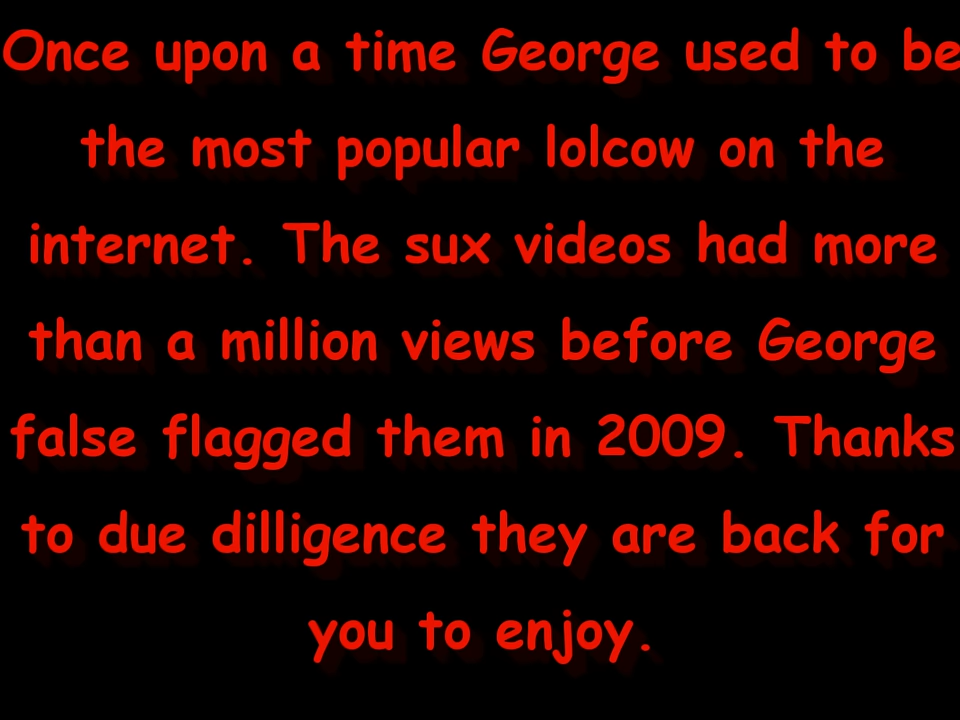 Once upon a time George used to be
the most popular lolcow on the
internet. The sux videos had more
than a million views before George
false flagged them in 2009. Thanks
to due dilligence they are back for
you to enjoy.